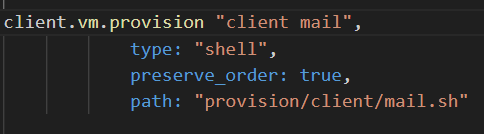 client.vm.provision "client mail",
type: "shell",
preserve_order: true,
path: "provision/client/mail.sh"